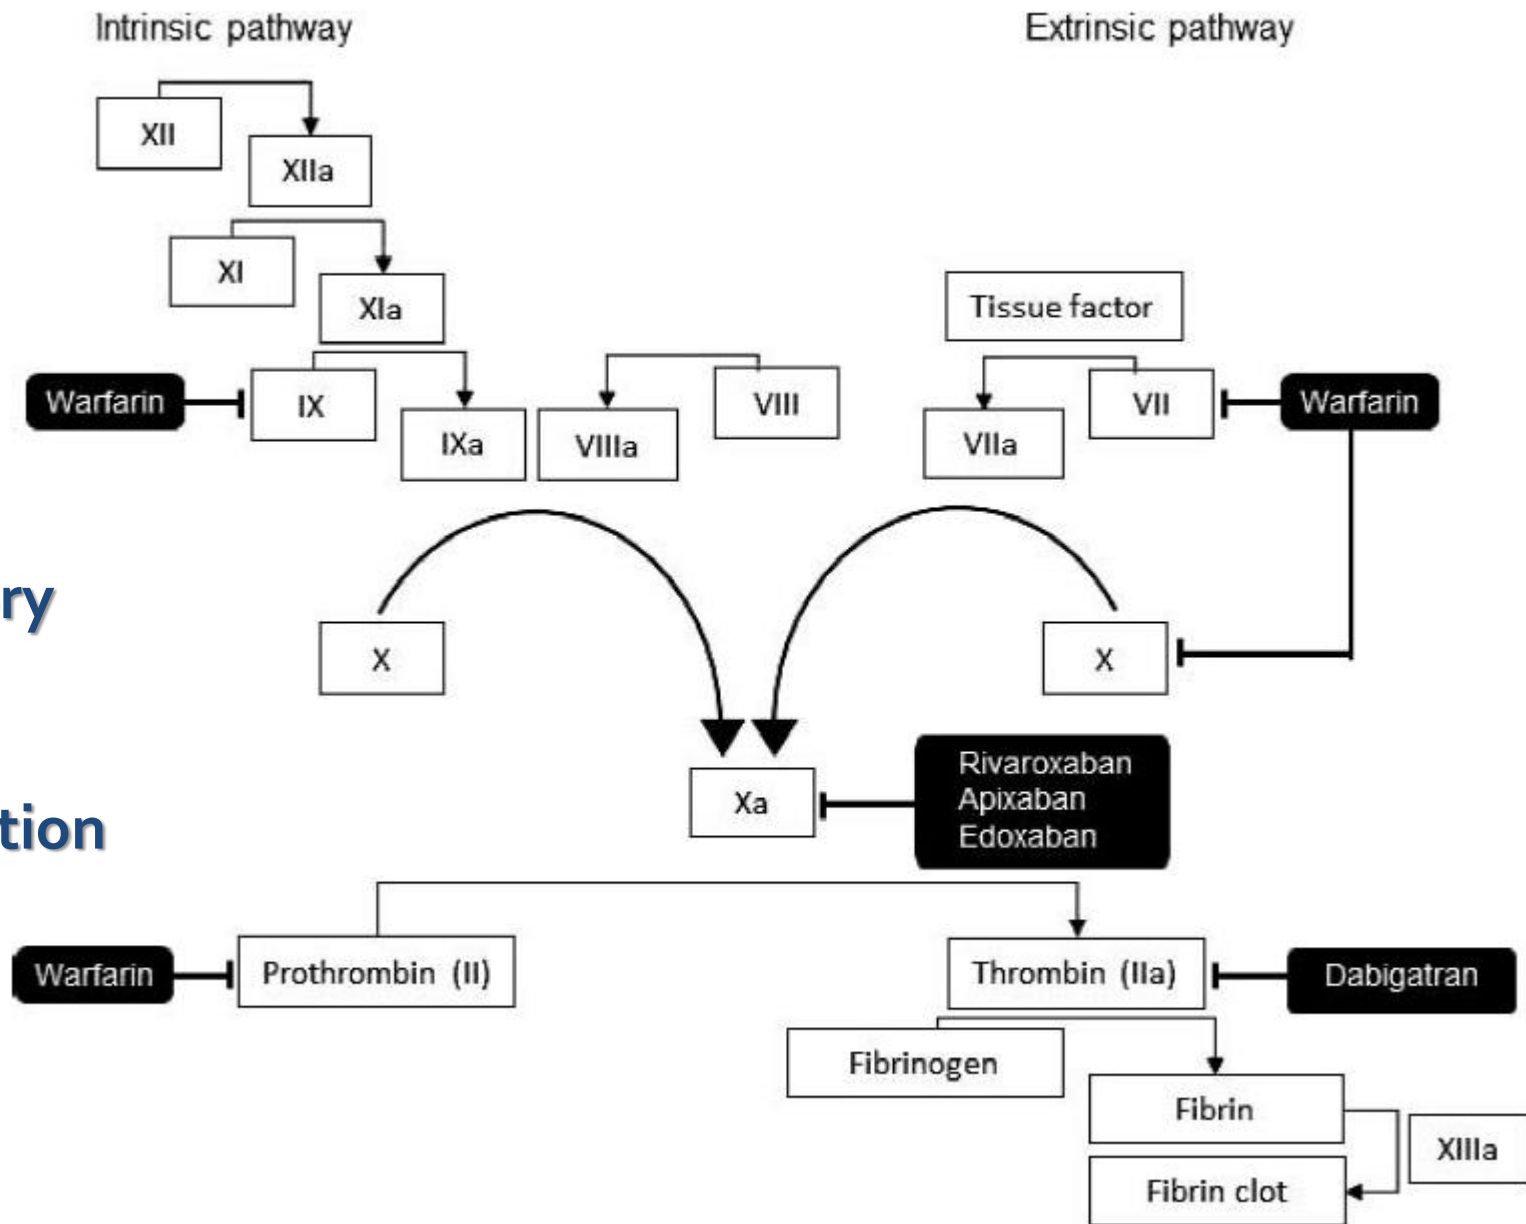 Intrinsic pathway
Extrinsic pathway
XII
XIIa
XI
XIa
Tissue factor
Warfarin
IX
IXa
VIIIa
VIII
VIIa
VII
Warfarin
ry
X
X
Xa
Rivaroxaban
Apixaban
Edoxaban
tion
Warfarin
Prothrombin (II)
Thrombin (IIa)
Dabigatran
Fibrinogen
Fibrin
XIIIa
Fibrin clot